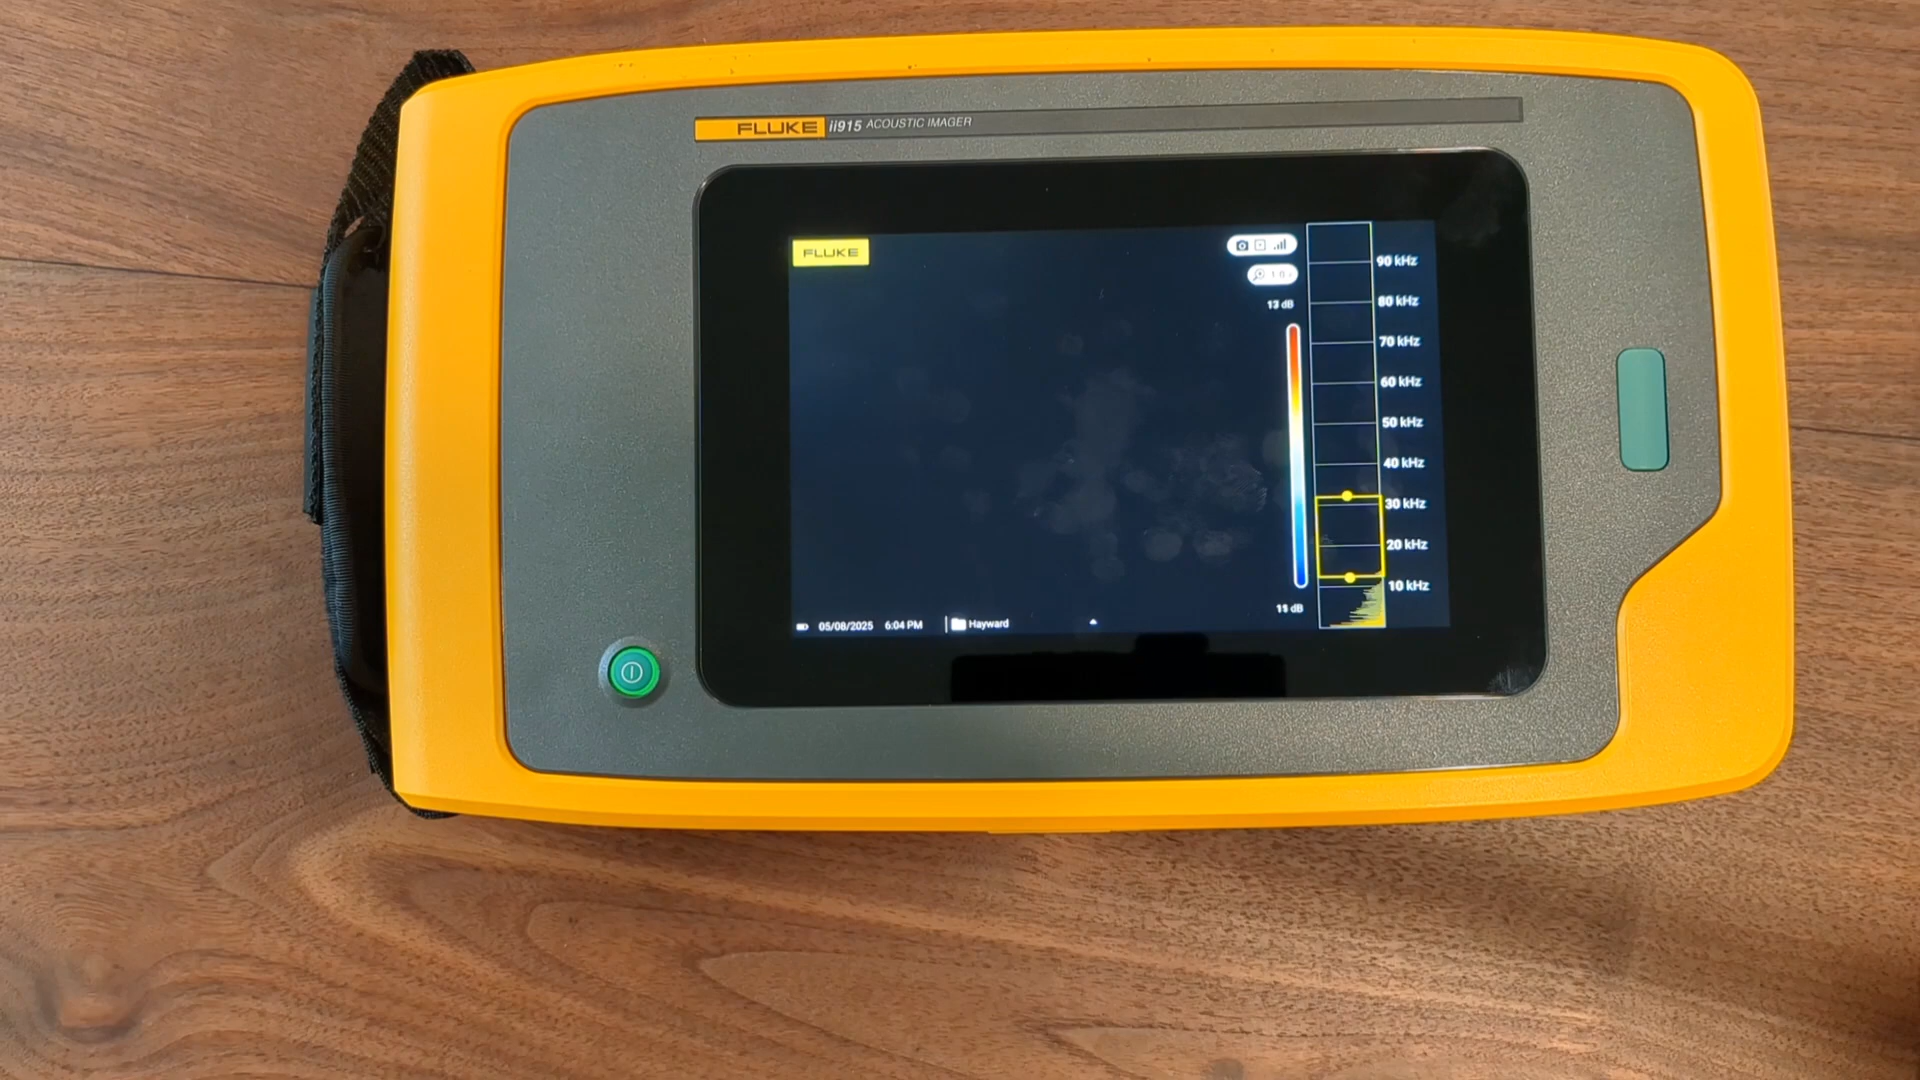 FLUKE ii915 ACOUSTIC IMAGER
FLUKE
90 kHz
80 kHz
13 dB
70 kHz
60 kHz
50 kHz
40 kHz
30 kHz
20 kHz
10 kHz
11 dB
05/08/2025 6:04 PM Hayward